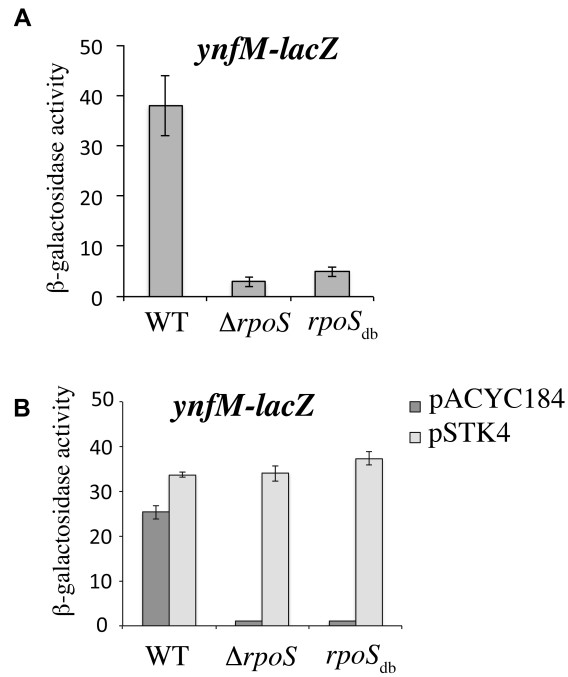 A
ynfM-lacZ
β-galactosidase activity
50
40
30
20
10
0
WT ΔrpoS rpoSdb
B
ynfM-lacZ
pACYC184
pSTK4
β-galactosidase activity
50
40
30
20
10
0
WT ΔrpoS rpoSdb